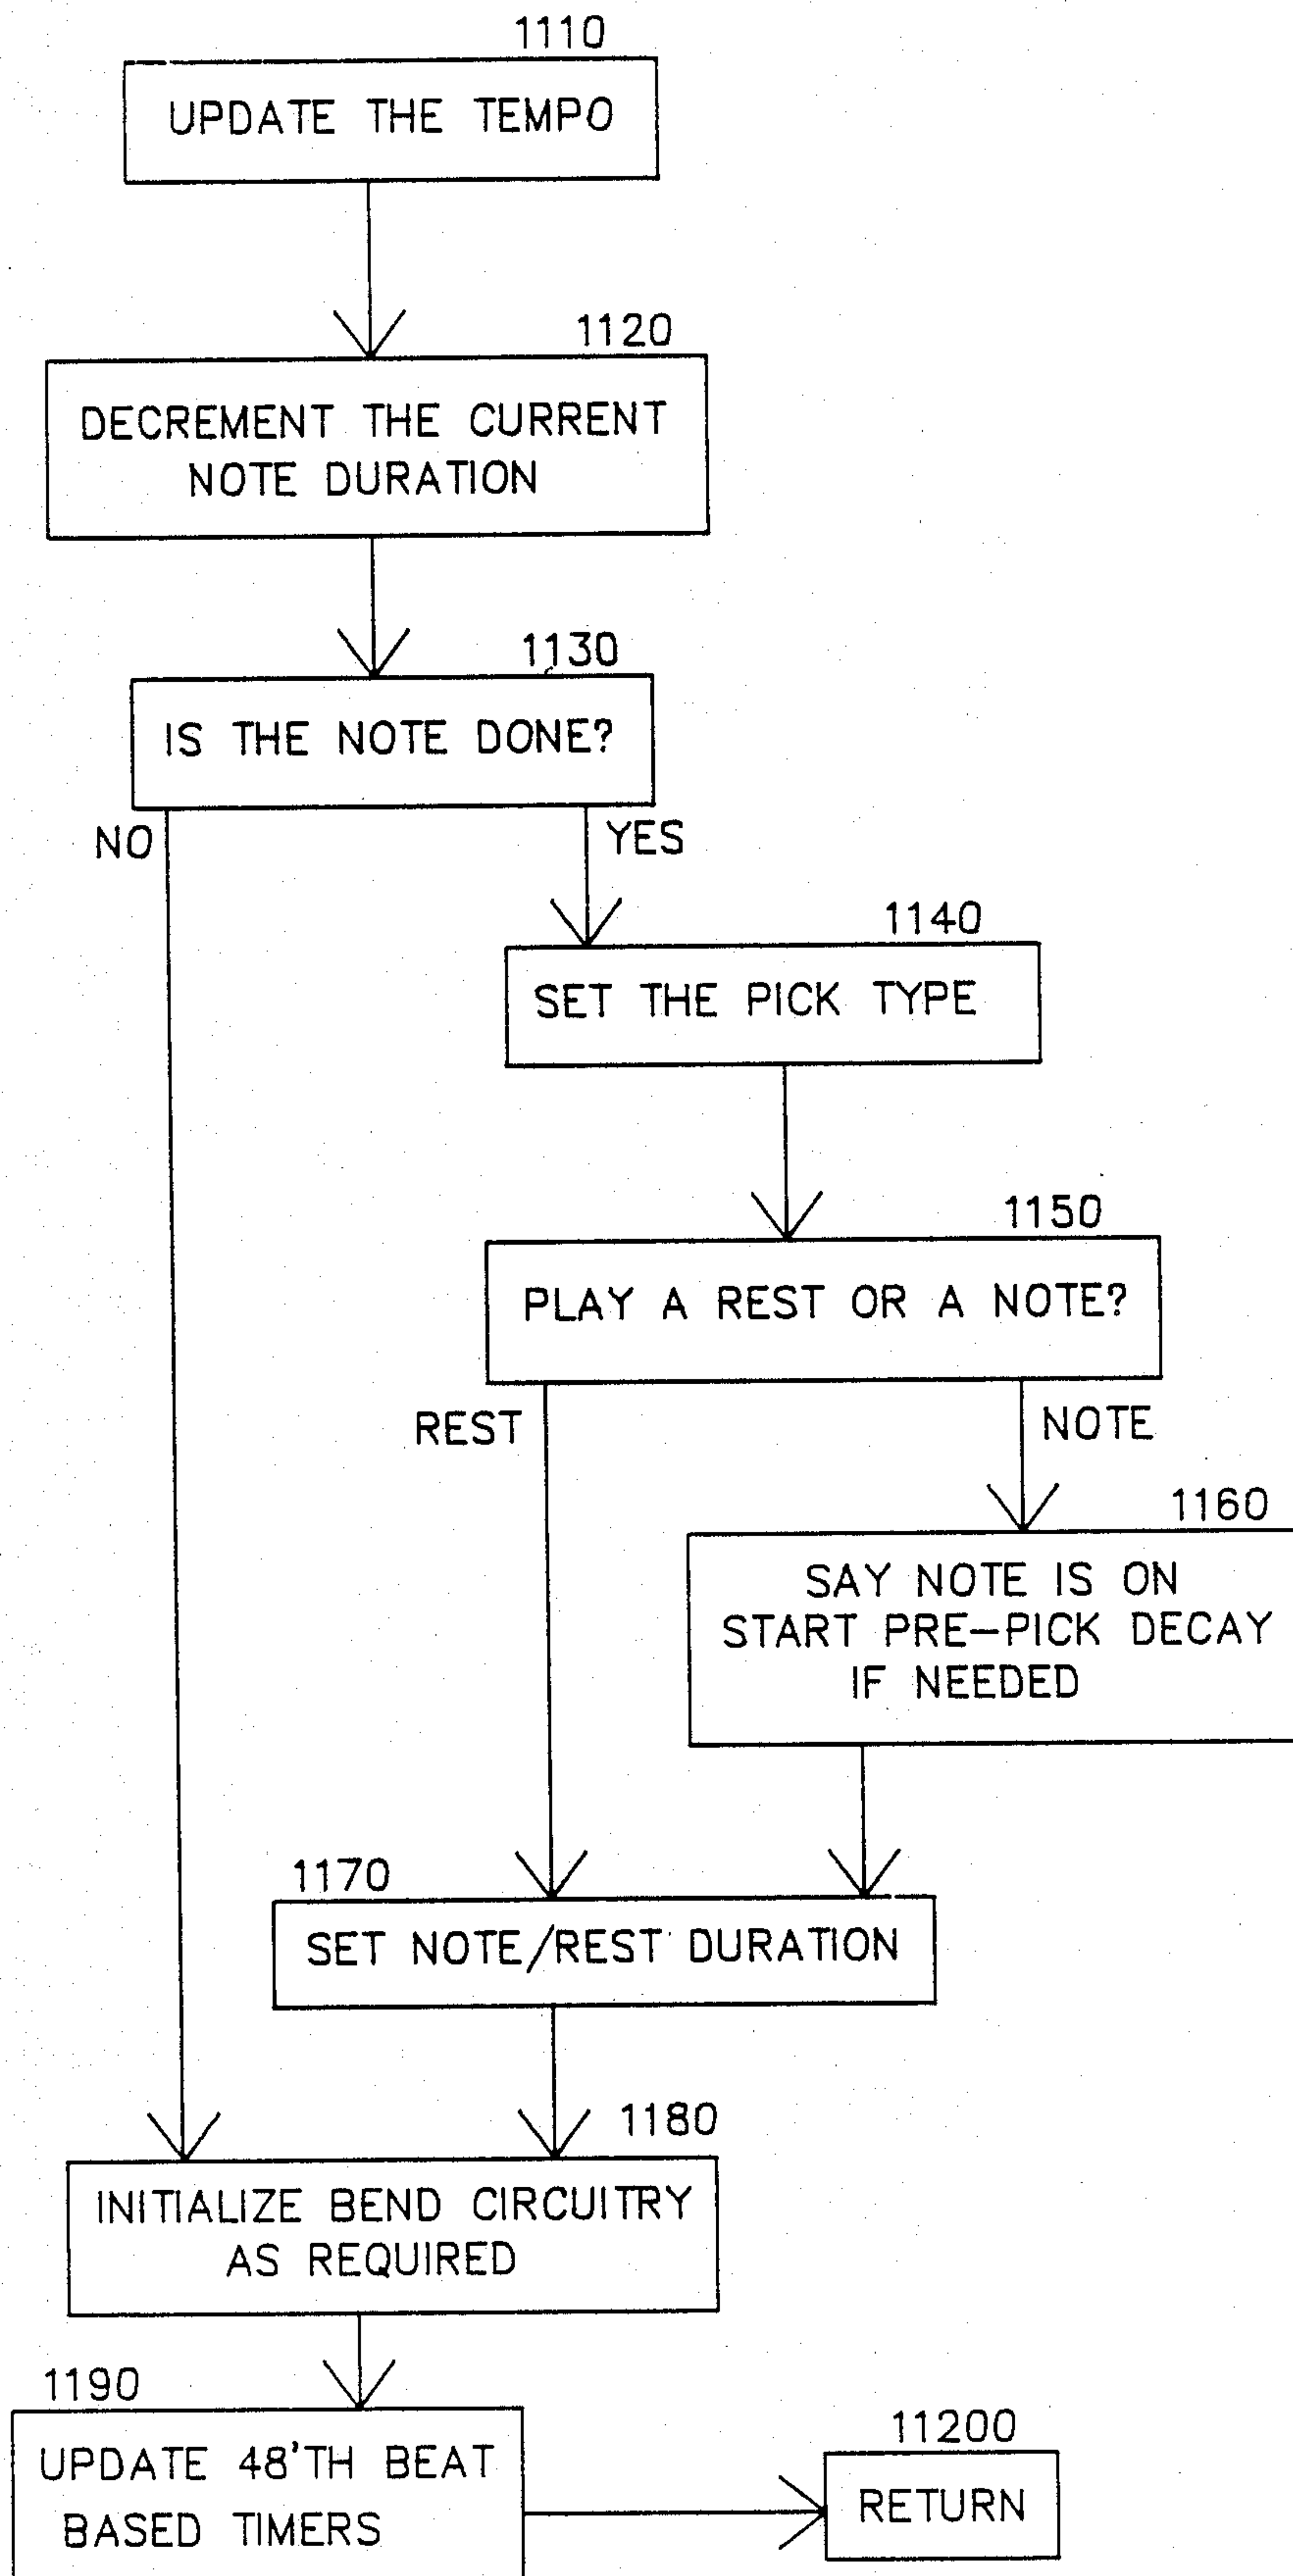 1110
UPDATE THE TEMPO
1120
DECREMENT THE CURRENT
NOTE DURATION
1130
IS THE NOTE DONE?
NO
YES
1140
SET THE PICK TYPE
1150
PLAY A REST OR A NOTE?
REST
NOTE
1160
SAY NOTE IS ON
START PRE-PICK DECAY
IF NEEDED
1170
SET NOTE/REST DURATION
1180
INITIALIZE BEND CIRCUITRY
AS REQUIRED
1190
UPDATE 48'TH BEAT
BASED TIMERS
11200
RETURN